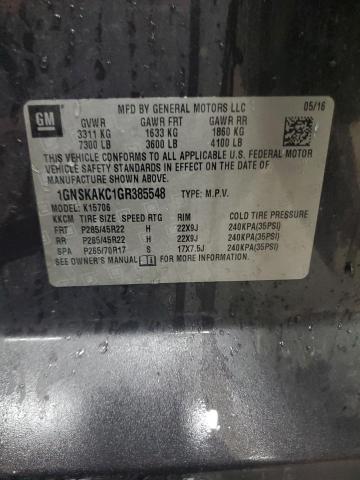 GM
MFD BY GENERAL MOTORS LLC 05/16
GVWR GAWR FRT GAWR RR
3311 KG 1633 KG 1860 KG
7300 LB 3600 LB 4100 LB
THIS VEHICLE CONFORMS TO ALL APPLICABLE U.S. FEDERAL MOTOR
VEHICLE SAFETY STANDARDS IN EFFECT ON THE DATE OF
MANUFACTURE SHOWN ABOVE.
1GNSKAKC1GR385548 TYPE: M.P.V.
MODEL: K15706
KKCM TIRE SIZE SPEED RTG RIM COLD TIRE PRESSURE
FRT P285/45R22 H 22X9J 240KPA(35PSI)
RR P285/45R22 H 22X9J 240KPA(35PSI)
SPA P265/70R17 S 17X7.5J 240KPA(35PSI)
SEE OWNER'S MANUAL FOR MORE INFORMATION